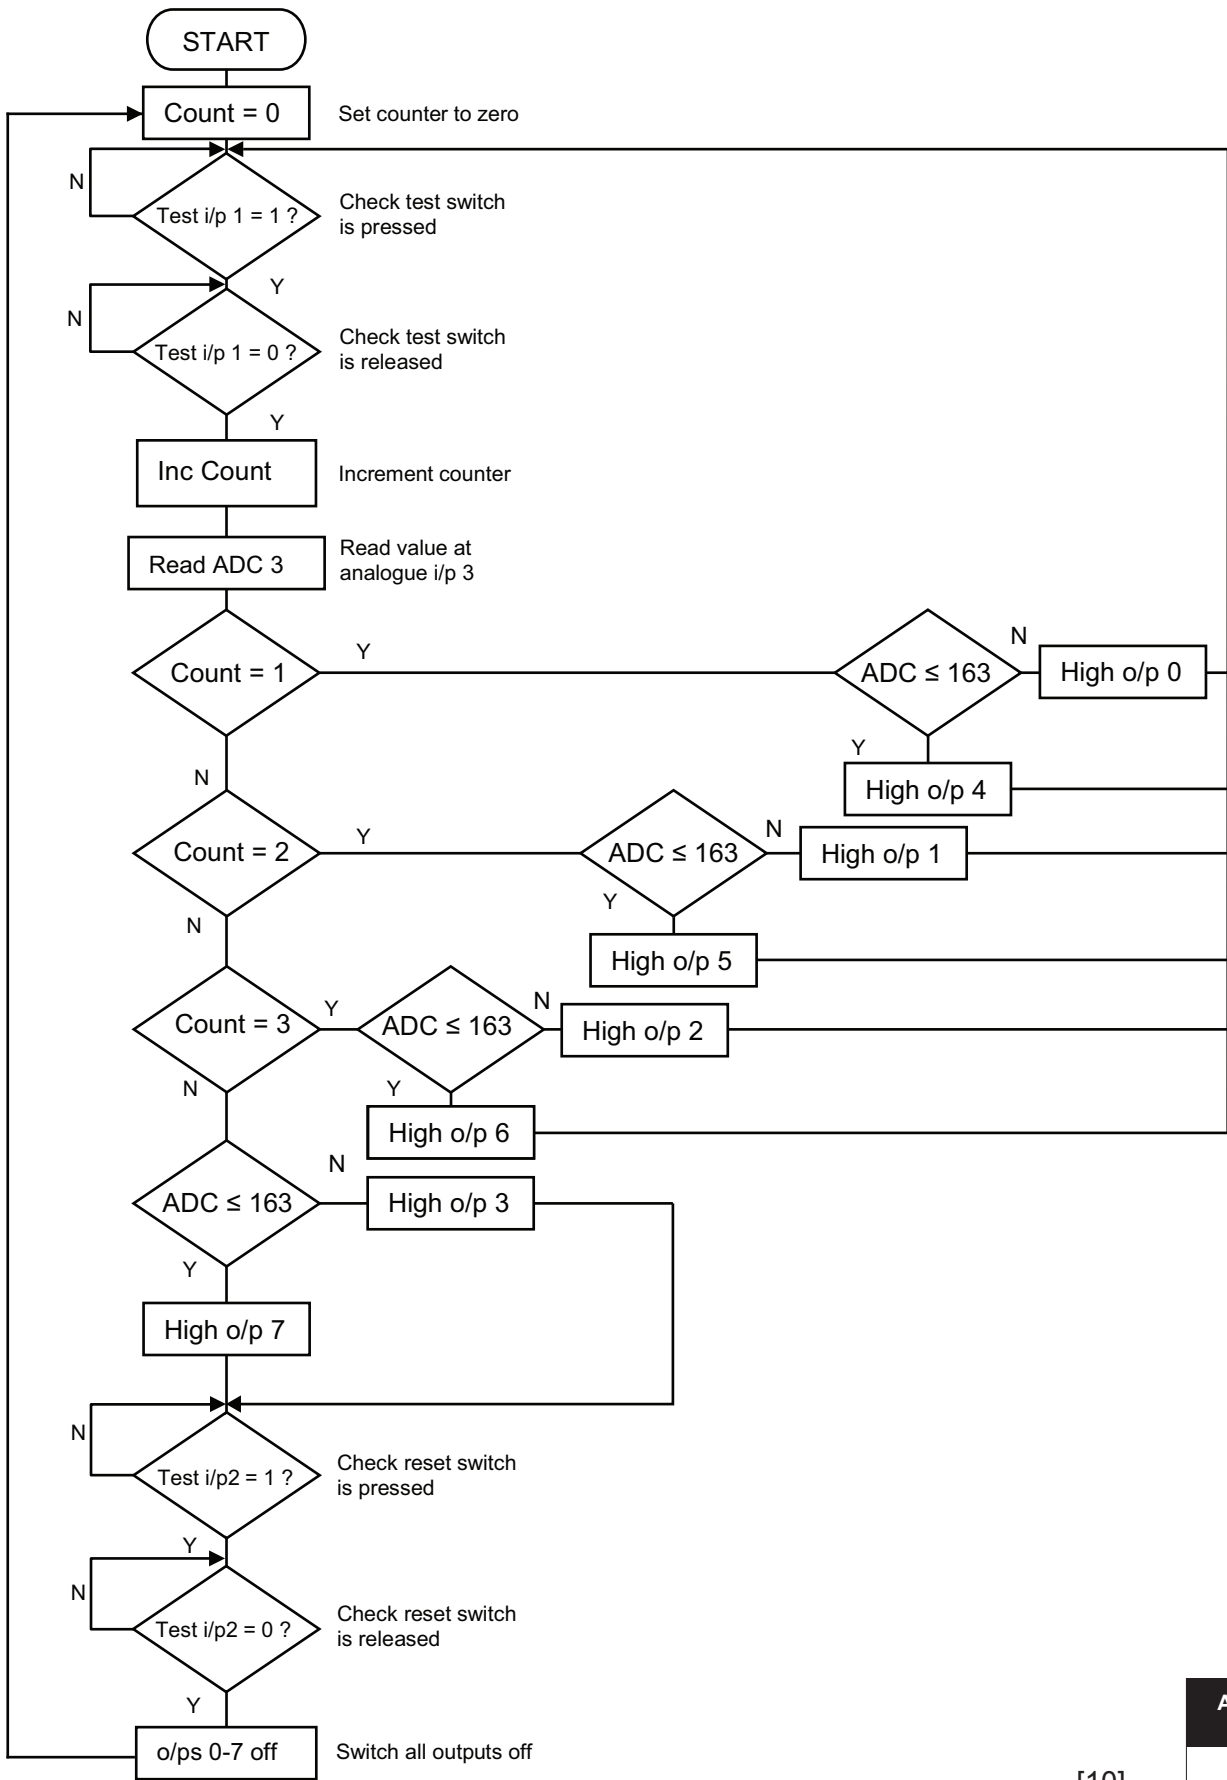 START
Count = 0
Set counter to zero
N
Test i/p 1 = 1 ?
Check test switch
is pressed
Y
N
Test i/p 1 = 0 ?
Check test switch
is released
Y
Inc Count
Increment counter
Read ADC 3
Read value at
analogue i/p 3
Count = 1
Y
ADC ≤ 163
N
High o/p 0
Y
High o/p 4
N
Count = 2
Y
ADC ≤ 163
N
High o/p 1
Y
High o/p 5
N
Count = 3
Y
ADC ≤ 163
N
High o/p 2
Y
High o/p 6
N
ADC ≤ 163
N
High o/p 3
Y
High o/p 7
N
Test i/p2 = 1 ?
Check reset switch
is pressed
Y
N
Test i/p2 = 0 ?
Check reset switch
is released
Y
o/ps 0-7 off
Switch all outputs off
[10]